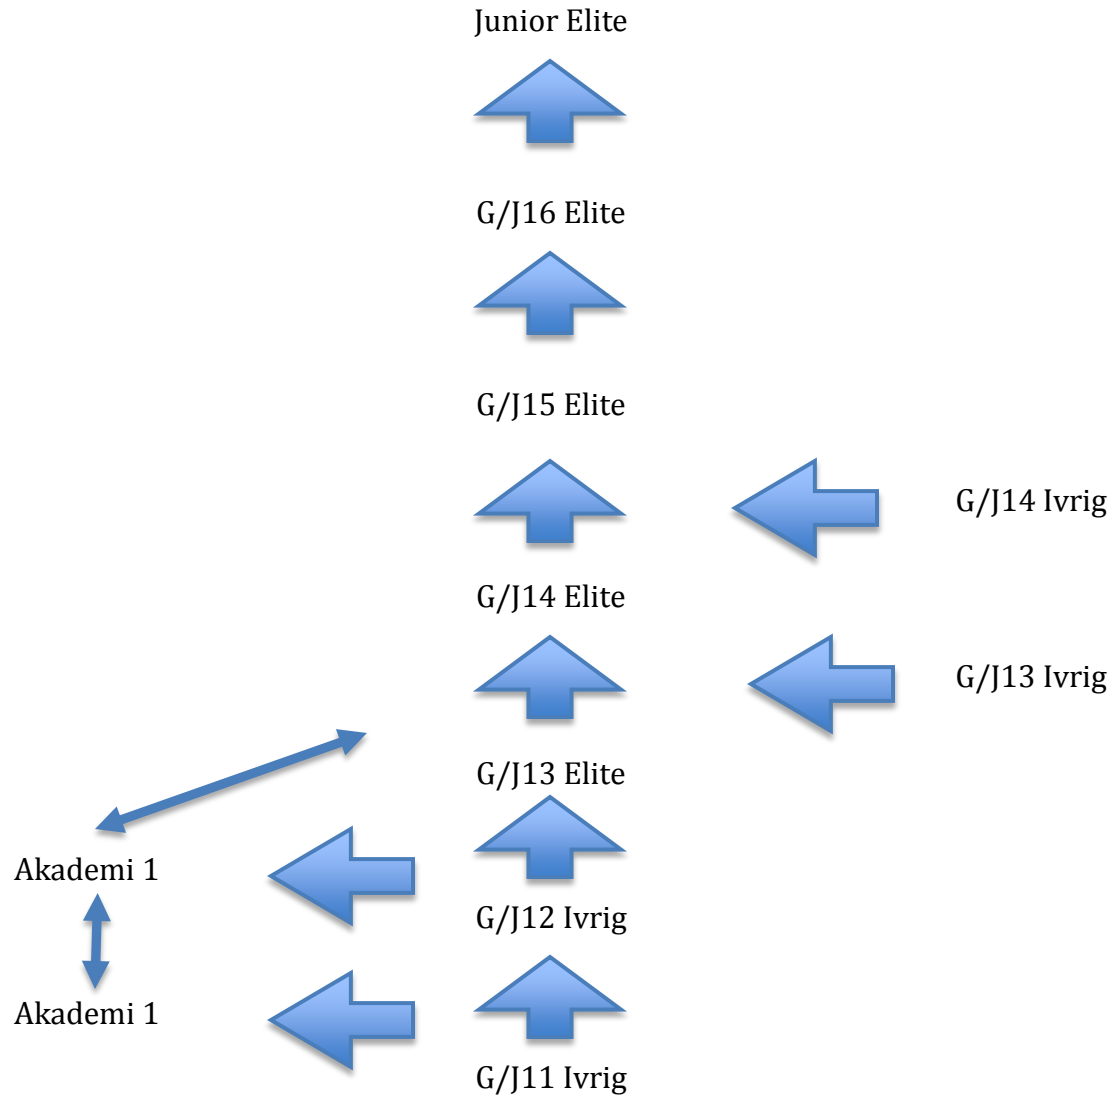 Junior Elite
G/J16 Elite
G/J15 Elite
G/J14 Ivrig
G/J14 Elite
G/J13 Ivrig
G/J13 Elite
Akademi 1
G/J12 Ivrig
Akademi 1
G/J11 Ivrig